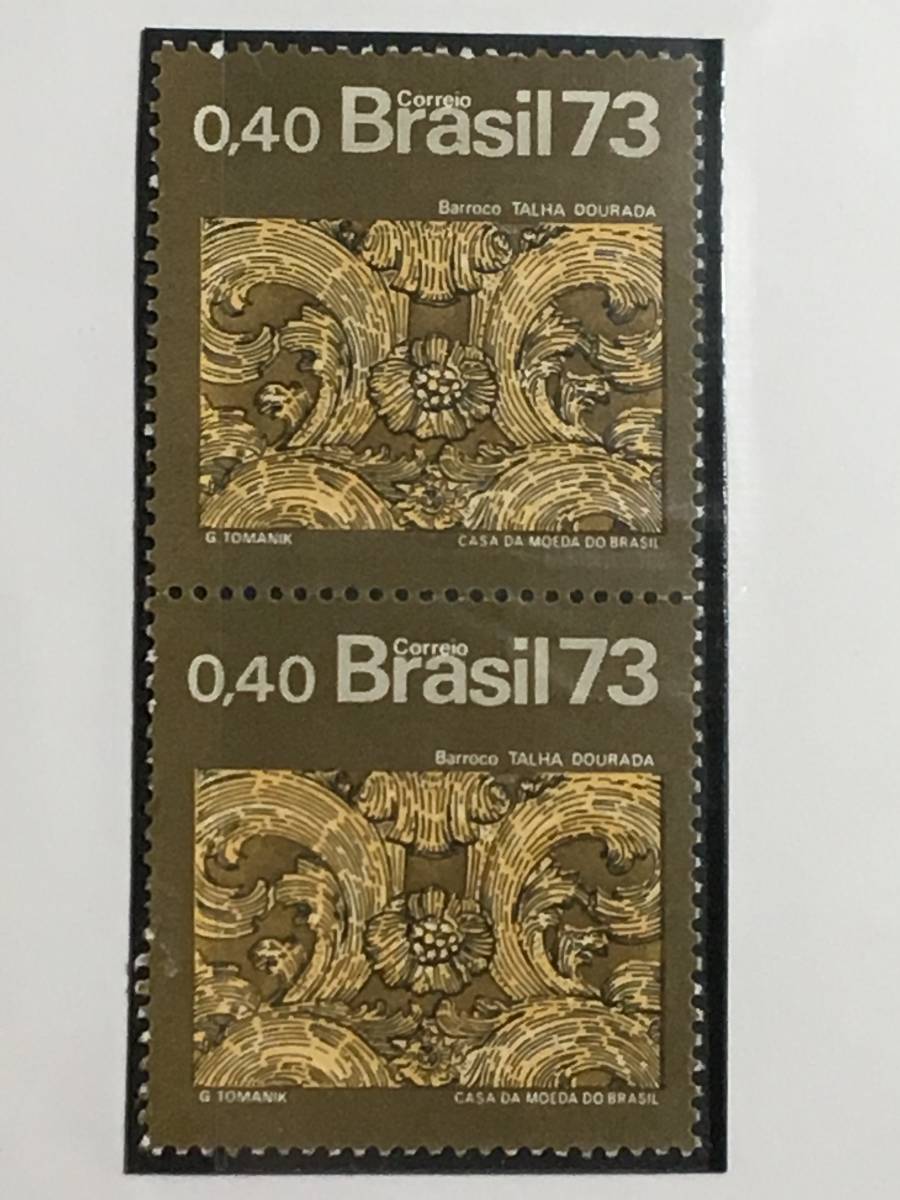 0,40 Correio Brasil 73
Barroco TALHA DOURADA
G. TOMANIK CASA DA MOEDA DO BRASIL
0,40 Correio Brasil 73
Barroco TALHA DOURADA
G. TOMANIK CASA DA MOEDA DO BRASIL